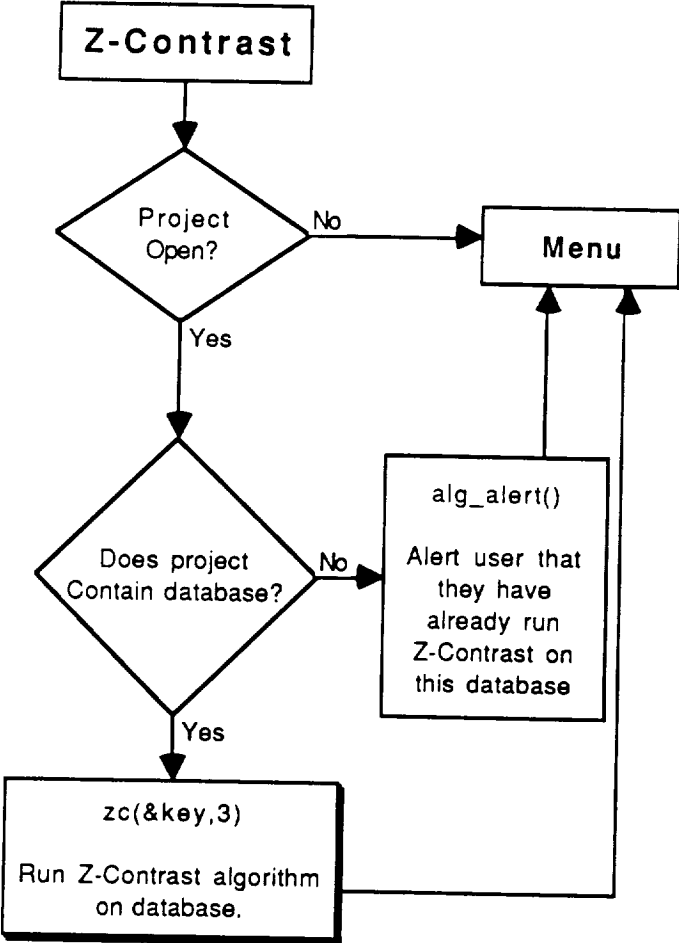 Z-Contrast
Project
Open?
No
Menu
Yes
Does project
Contain database?
No
alg_alert()
Alert user that
they have
already run
Z-Contrast on
this database
Yes
zc(&key,3)
Run Z-Contrast algorithm
on database.